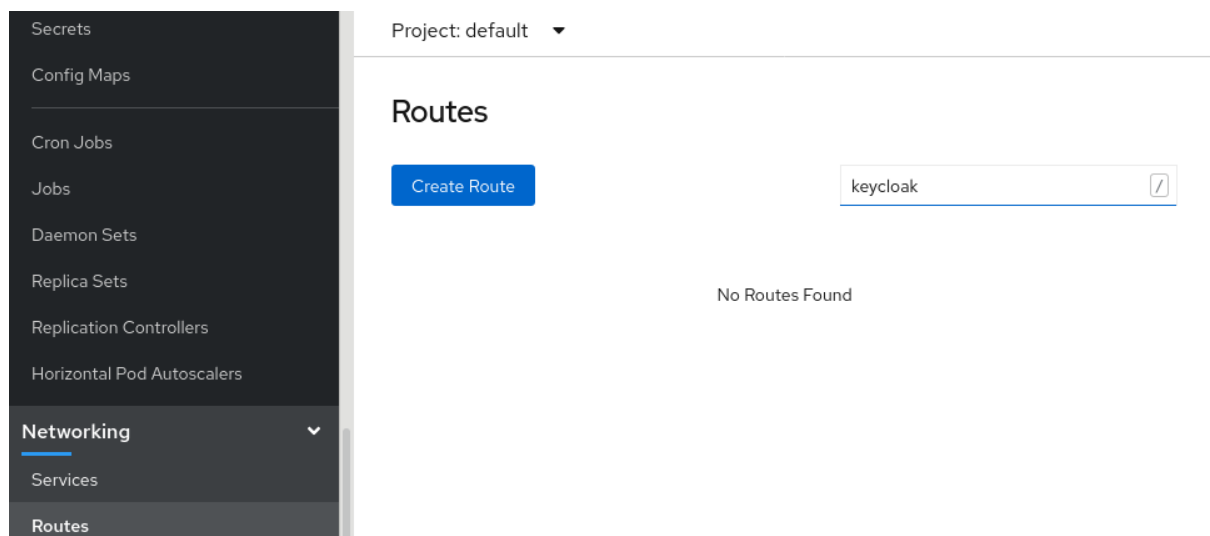 Secrets
Config Maps
Cron Jobs
Jobs
Daemon Sets
Replica Sets
Replication Controllers
Horizontal Pod Autoscalers
Networking
Services
Routes
Project: default
Routes
Create Route
keycloak
/
No Routes Found